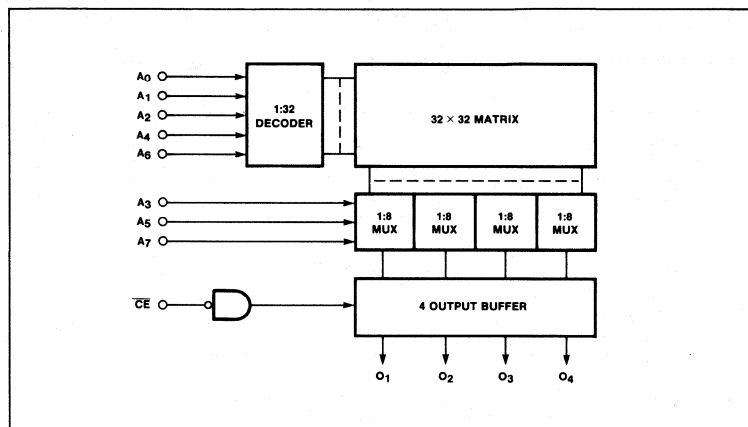 A0
A1
A2
A4
A6
1:32
DECODER
32 × 32 MATRIX
A3
A5
A7
1:8
MUX
1:8
MUX
1:8
MUX
1:8
MUX
CE
4 OUTPUT BUFFER
O1
O2
O3
O4